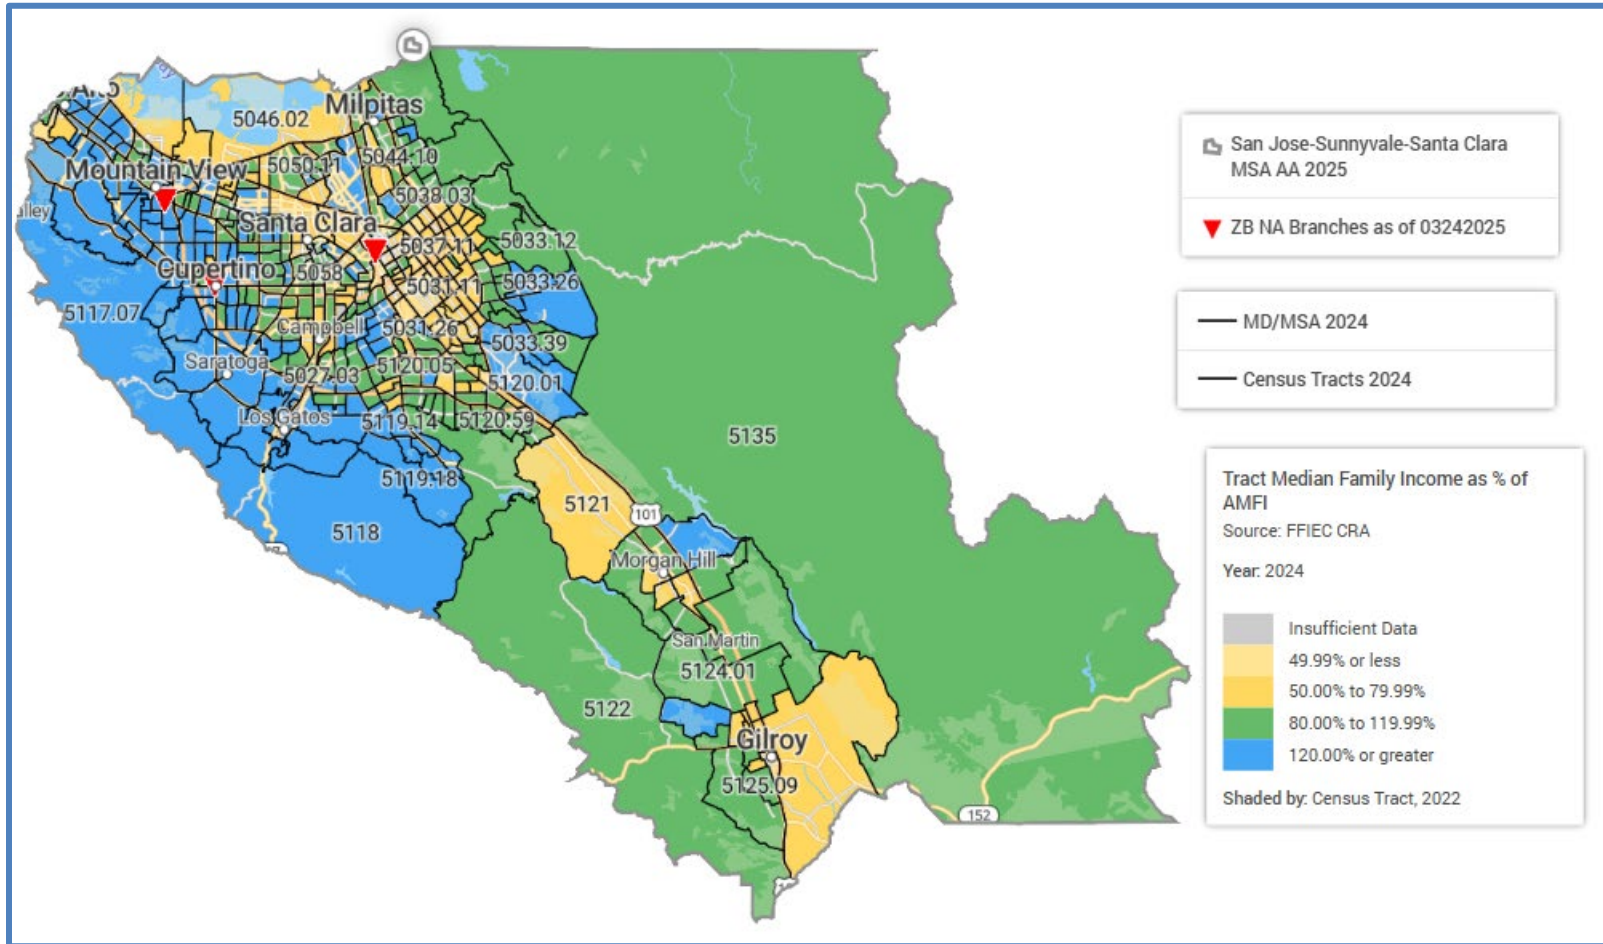 Milpitas
5046.02
Mountain View
5050.11
5044.10
5038.03
Santa Clara
5037.11
5033.12
Cupertino
5058
5031.11
5033.26
5117.07
Campbell
5031.26
5033.39
Saratoga
5027.03
5120.05
5120.01
Los Gatos
5119.14
5120.59
5135
5119.18
5121
101
5118
Morgan Hill
San Martin
5124.01
5122
Gilroy
5125.09
152
San Jose-Sunnyvale-Santa Clara
MSA AA 2025
ZB NA Branches as of 03242025
MD/MSA 2024
Census Tracts 2024
Tract Median Family Income as % of
AMFI
Source: FFIEC CRA
Year: 2024
Insufficient Data
49.99% or less
50.00% to 79.99%
80.00% to 119.99%
120.00% or greater
Shaded by: Census Tract, 2022